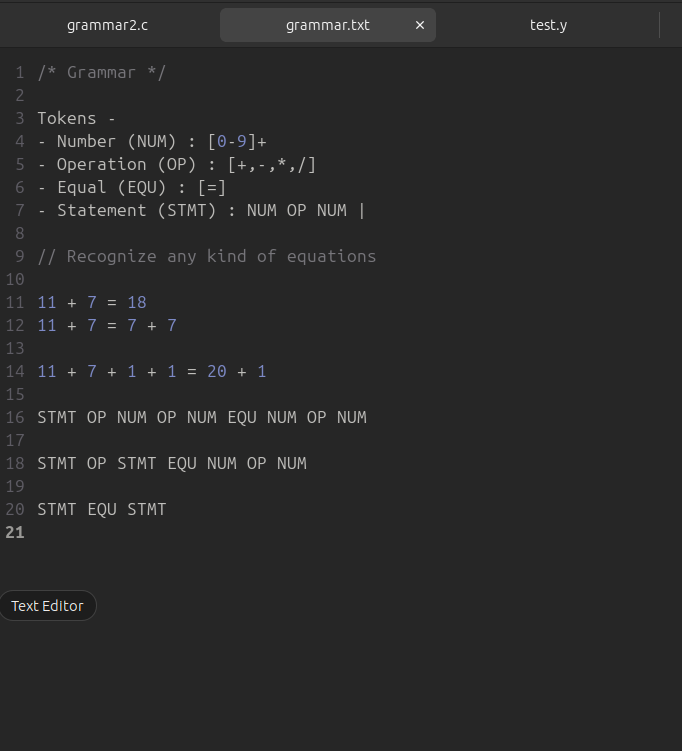 grammar2.c grammar.txt × test.y
1 /* Grammar */
2
3 Tokens -
4 - Number (NUM) : [0-9]+
5 - Operation (OP) : [+,-,*,/]
6 - Equal (EQU) : [=]
7 - Statement (STMT) : NUM OP NUM |
8
9 // Recognize any kind of equations
10
11 11 + 7 = 18
12 11 + 7 = 7 + 7
13
14 11 + 7 + 1 + 1 = 20 + 1
15
16 STMT OP NUM OP NUM EQU NUM OP NUM
17
18 STMT OP STMT EQU NUM OP NUM
19
20 STMT EQU STMT
21
Text Editor